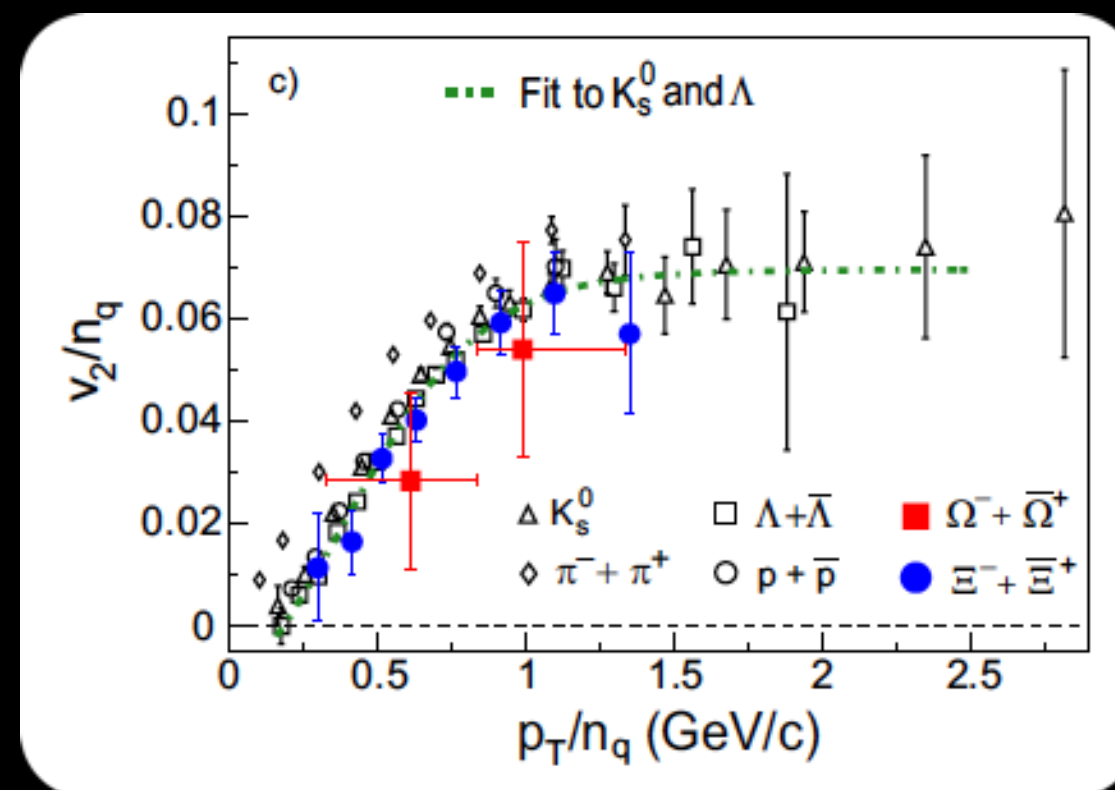 c)
Fit to K⁰ₛ and Λ
0.1
0.08
0.06
0.04
0.02
0
v₂/n_q
K⁰ₛ
Λ + Λ̅
Ω⁻ + Ω̅⁺
π⁻ + π⁺
p + p̅
Ξ⁻ + Ξ̅⁺
0 0.5 1 1.5 2 2.5
p_T/n_q (GeV/c)